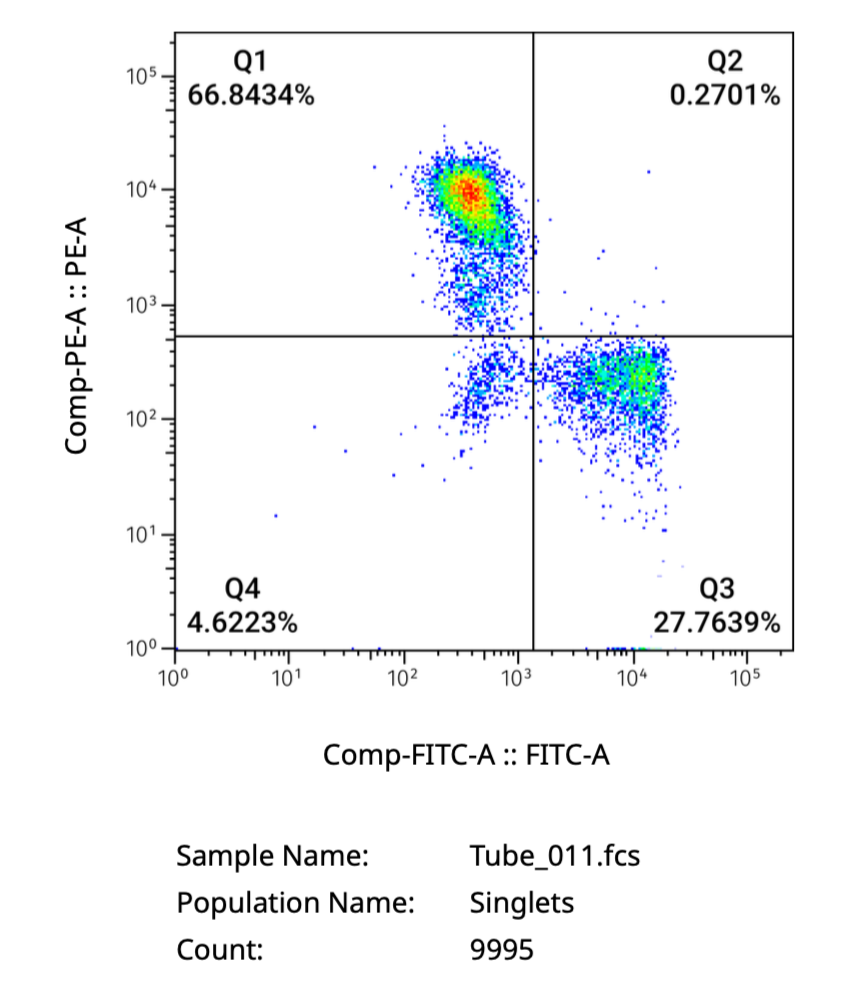 Q1
66.8434%
Q2
0.2701%
10⁵
10⁴
10³
10²
10¹
10⁰
Comp-PE-A :: PE-A
Q4
4.6223%
Q3
27.7639%
10⁰ 10¹ 10² 10³ 10⁴ 10⁵
Comp-FITC-A :: FITC-A
Sample Name: Tube_011.fcs
Population Name: Singlets
Count: 9995